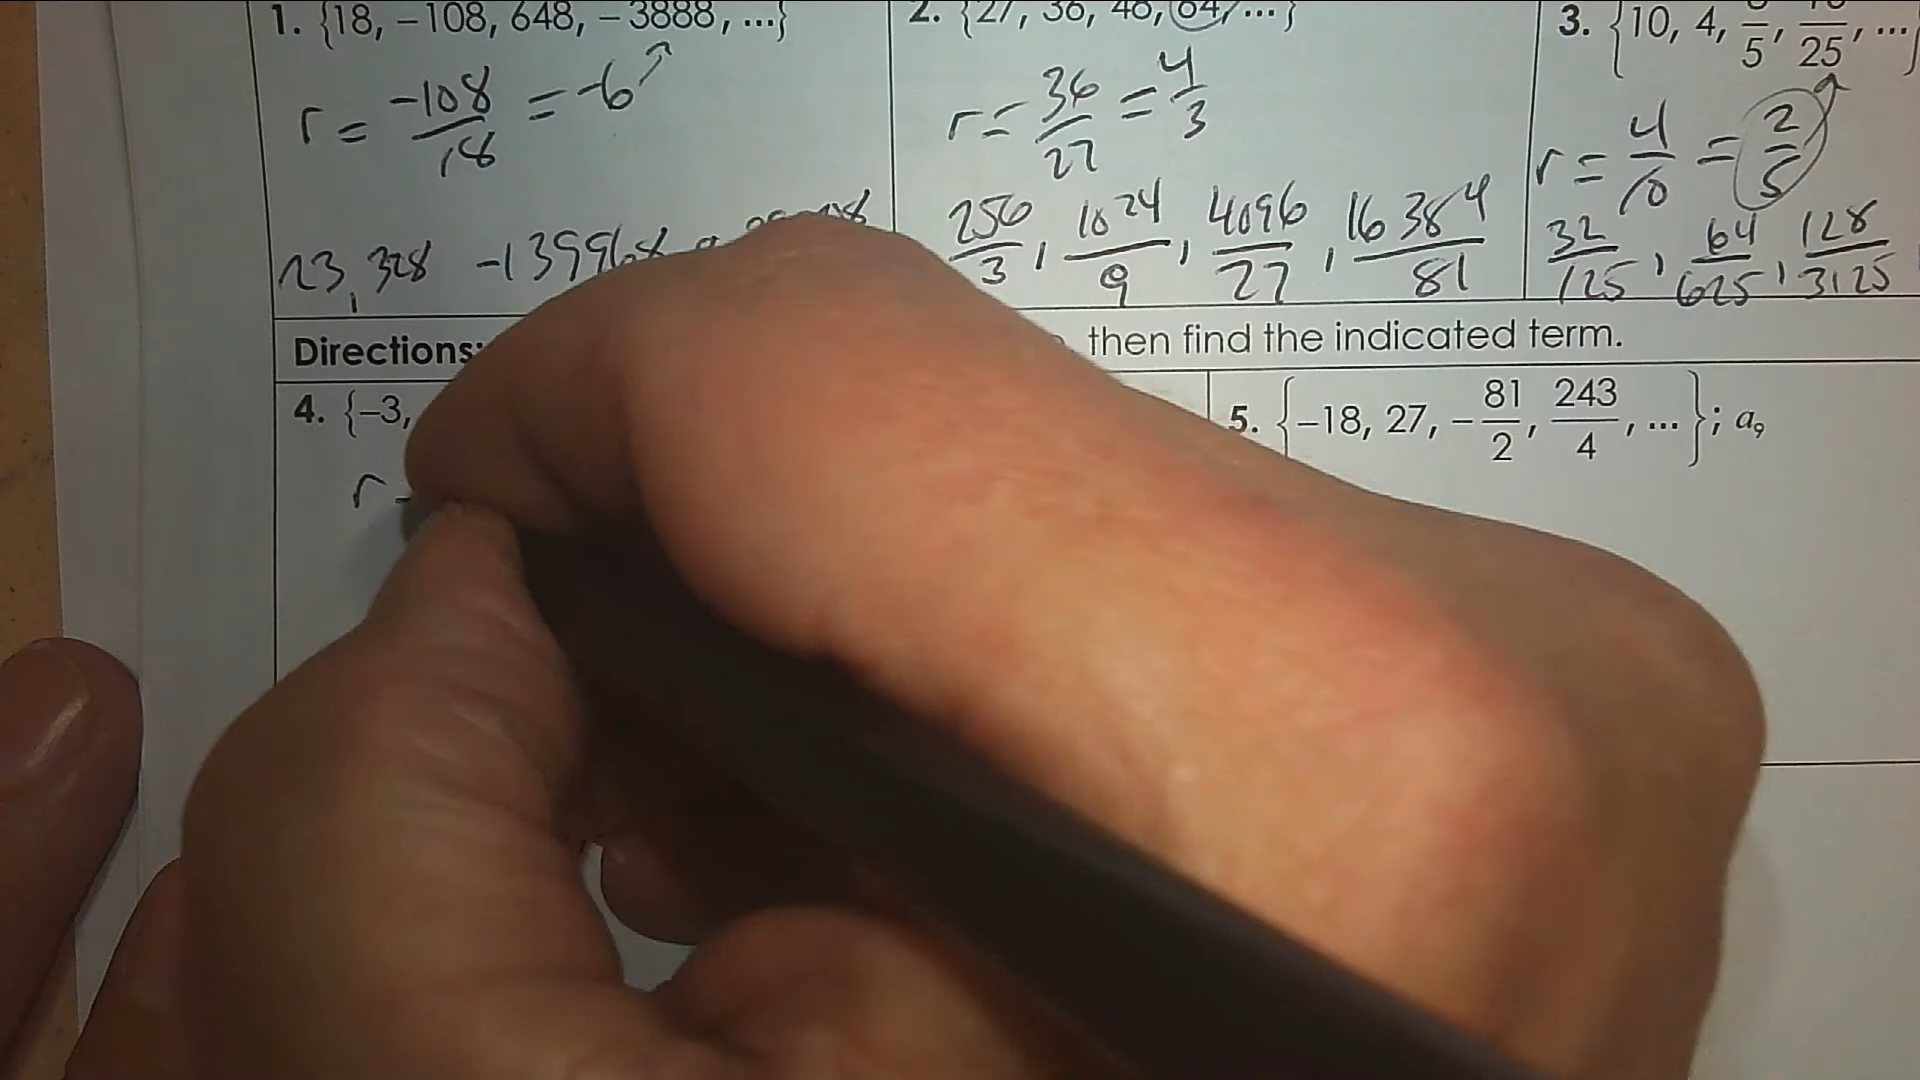 1. {18, −108, 648, −3888, ...}
r = -108/18 = -6
23,328 -139968
2. {27, 36, 48, 64, ...}
r = 36/27 = 4/3
256/3, 1024/9, 4096/27, 16384/81
3. {10, 4, 8/5, 16/25, ...
r = 4/10 = 2/5
32/125, 64/625, 128/3125
Directions: then find the indicated term.
4. {−3,
r
5. {−18, 27, −81/2, 243/4, ...}; a₉